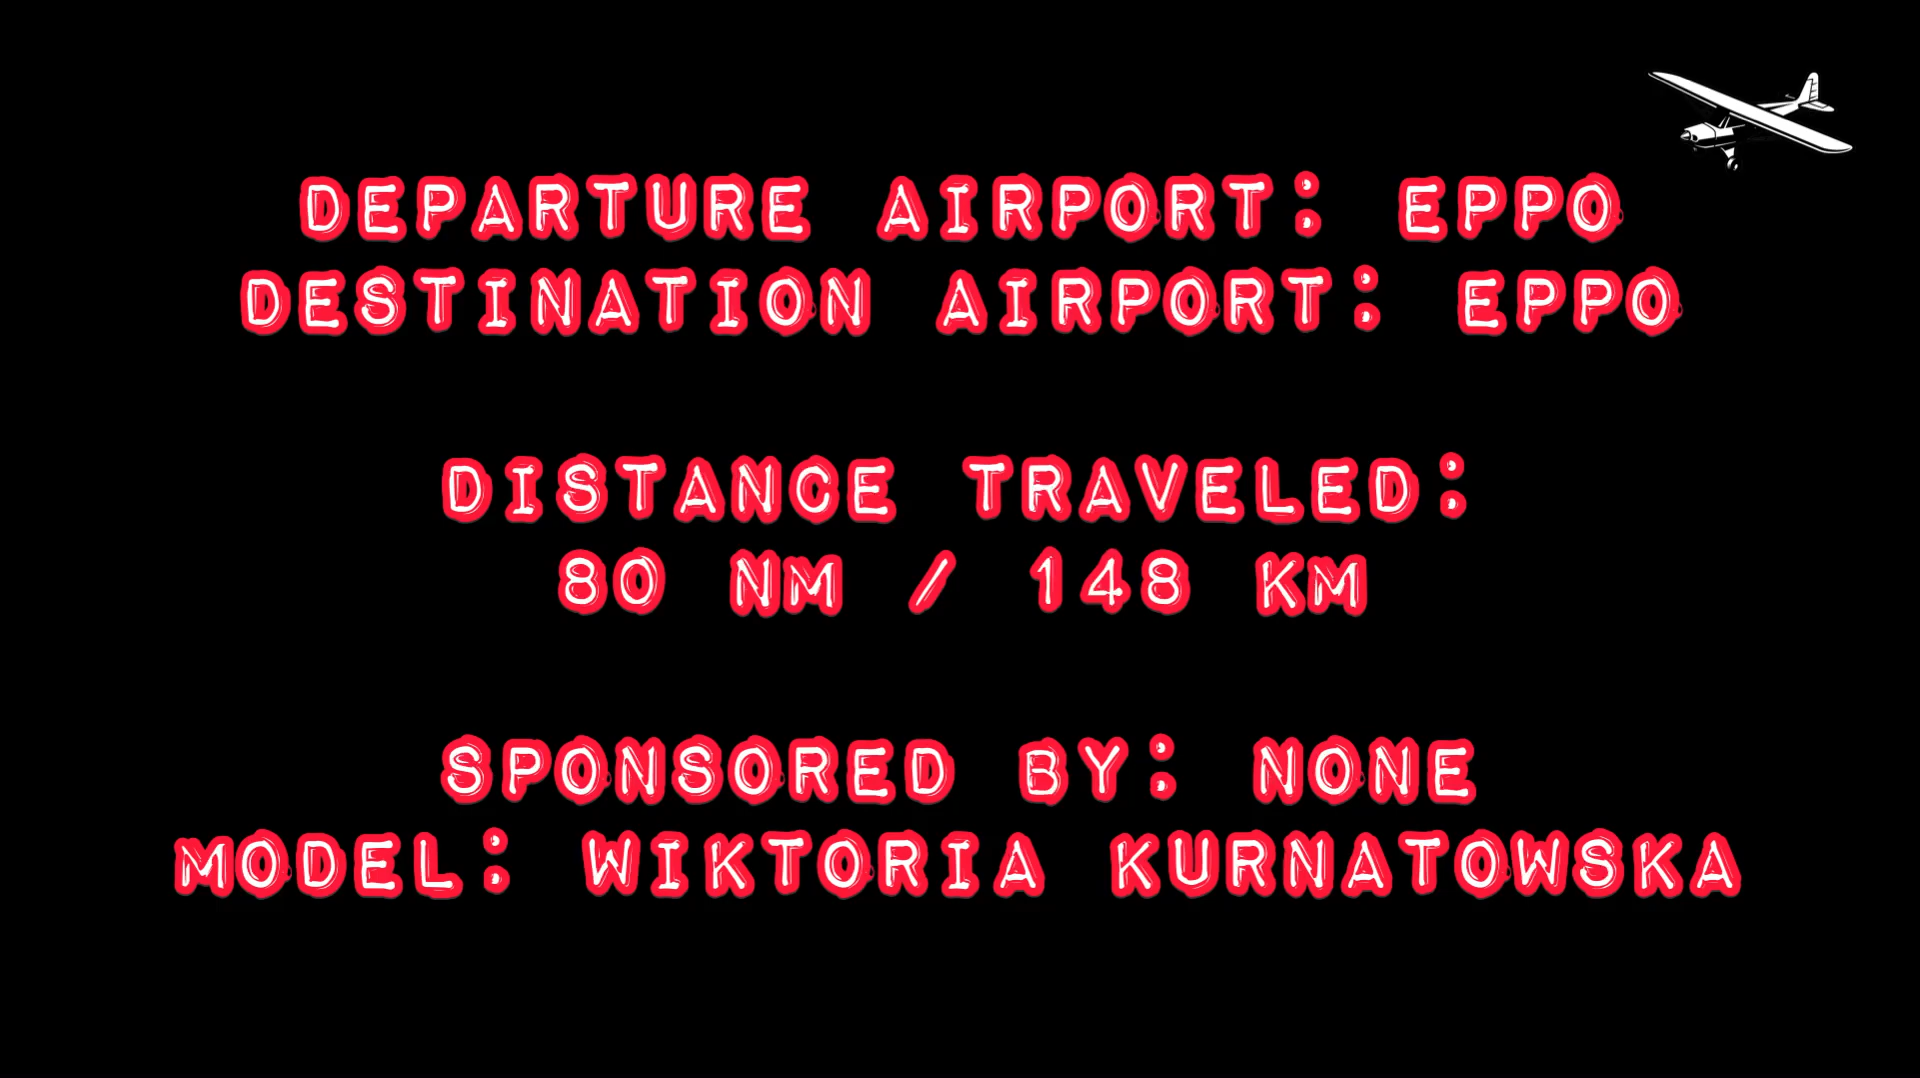 DEPARTURE AIRPORT: EPPO
DESTINATION AIRPORT: EPPO
DISTANCE TRAVELED:
80 NM / 148 KM
SPONSORED BY: NONE
MODEL: WIKTORIA KURNATOWSKA